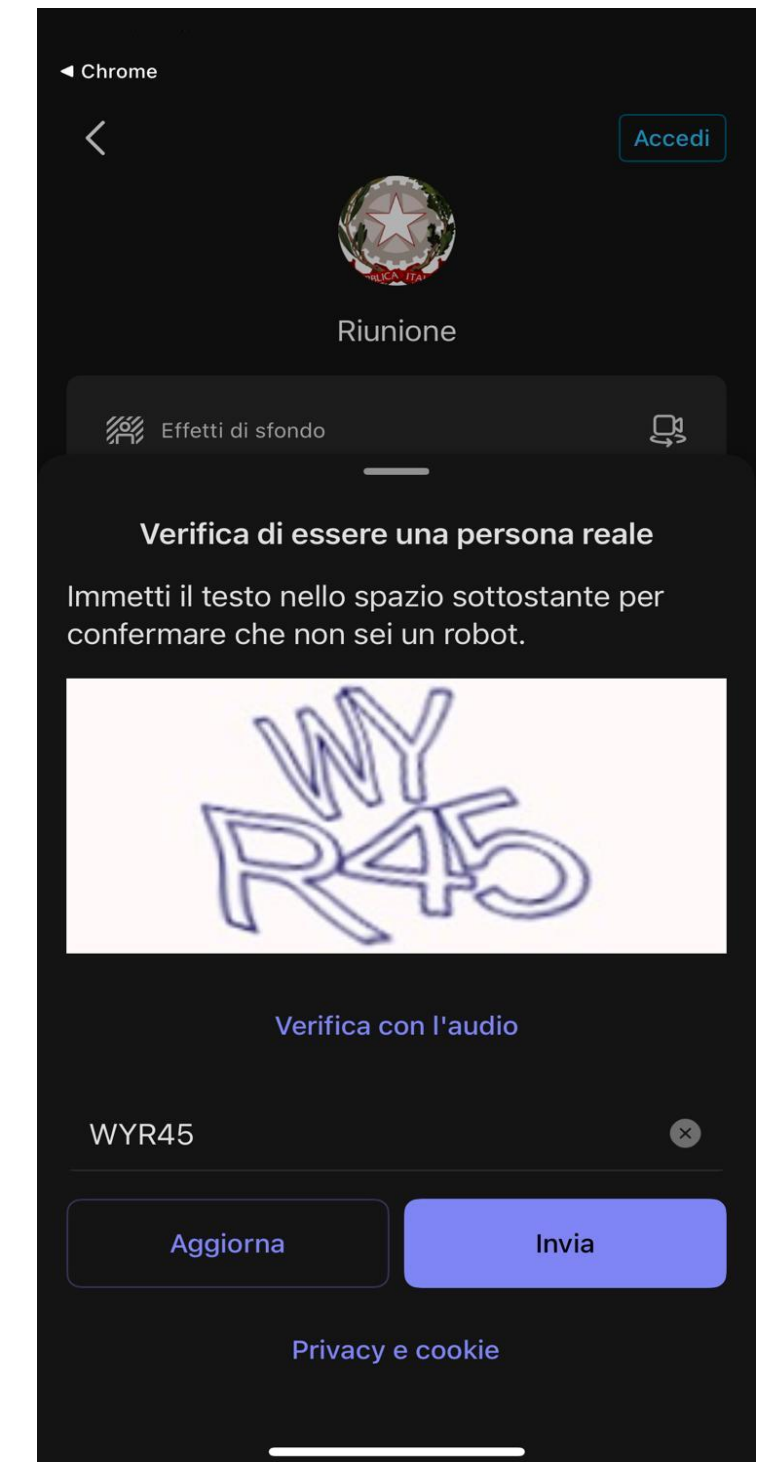 ◀ Chrome
Accedi
Riunione
Effetti di sfondo
Verifica di essere una persona reale
Immetti il testo nello spazio sottostante per
confermare che non sei un robot.
WY
R45
Verifica con l'audio
WYR45
Aggiorna
Invia
Privacy e cookie